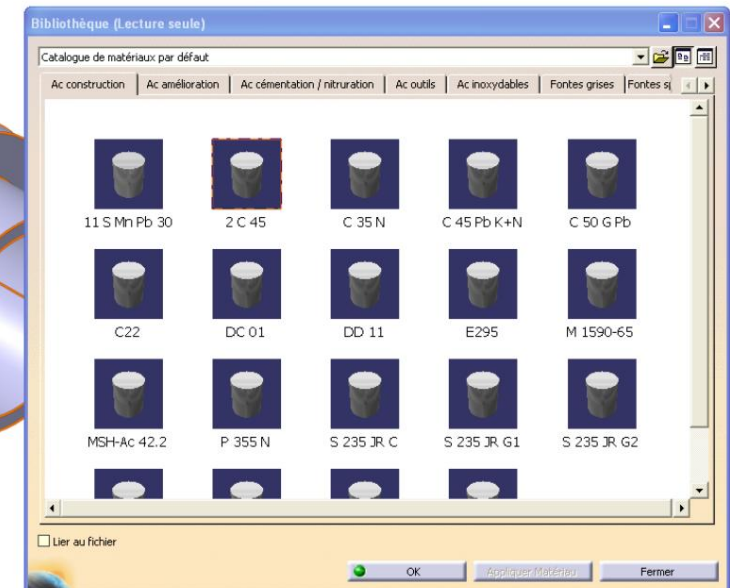 Bibliothèque (Lecture seule)
Catalogue de matériaux par défaut
Ac construction Ac amélioration Ac cémentation / nitruration Ac outils Ac inoxydables Fontes grises Fontes
11 S Mn Pb 30 2 C 45 C 35 N C 45 Pb K+N C 50 G Pb
C22 DC 01 DD 11 E295 M 1590-65
MSH-Ac 42.2 P 355 N S 235 JR C S 235 JR G1 S 235 JR G2
Lier au fichier
OK Appliquer Matériau Fermer